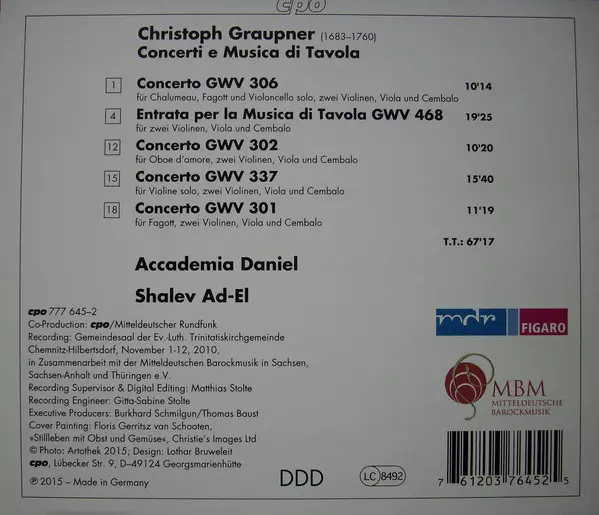 cpo
Christoph Graupner (1683–1760)
Concerti e Musica di Tavola
1 Concerto GWV 306 10'14
für Chalumeau, Fagott und Violoncello solo, zwei Violinen, Viola und Cembalo
4 Entrata per la Musica di Tavola GWV 468 19'25
für zwei Violinen, Viola und Cembalo
12 Concerto GWV 302 10'20
für Oboe d'amore, zwei Violinen, Viola und Cembalo
15 Concerto GWV 337 15'40
für Violine solo, zwei Violinen, Viola und Cembalo
18 Concerto GWV 301 11'19
für Fagott, zwei Violinen, Viola und Cembalo
T.T.: 67'17
Accademia Daniel
Shalev Ad-El
cpo 777 645–2
Co-Production: cpo/Mitteldeutscher Rundfunk
Recording: Gemeindesaal der Ev.-Luth. Trinitatiskirchgemeinde
Chemnitz-Hilbertsdorf, November 1-12, 2010,
in Zusammenarbeit mit der Mitteldeutschen Barockmusik in Sachsen,
Sachsen-Anhalt und Thüringen e.V.
Recording Supervisor & Digital Editing: Matthias Stolte
Recording Engineer: Gitta-Sabine Stolte
Executive Producers: Burkhard Schmilgun/Thomas Baust
Cover Painting: Floris Gerritsz van Schooten,
»Stillleben mit Obst und Gemüse«, Christie's Images Ltd
© Photo: Artothek 2015; Design: Lothar Bruweleit
cpo, Lübecker Str. 9, D–49124 Georgsmarienhütte
℗ 2015 – Made in Germany
mdr FIGARO
MBM
MITTELDEUTSCHE
BAROCKMUSIK
DDD
LC 8492
7 61203 76452 5